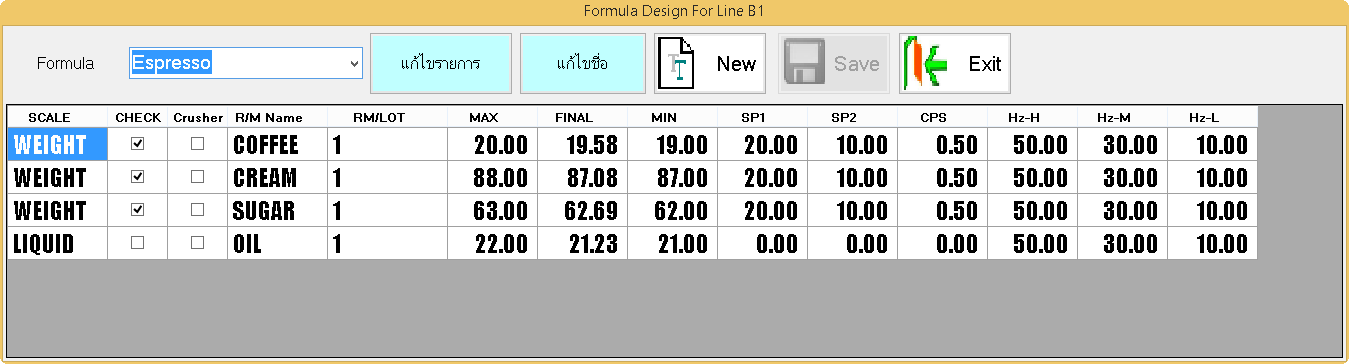 Formula Design For Line B1
Formula Espresso แก้ไขรายการ แก้ไขชื่อ New Save Exit
SCALE CHECK Crusher R/M Name RM/LOT MAX FINAL MIN SP1 SP2 CPS Hz-H Hz-M Hz-L
WEIGHT COFFEE 1 20.00 19.58 19.00 20.00 10.00 0.50 50.00 30.00 10.00
WEIGHT CREAM 1 88.00 87.08 87.00 20.00 10.00 0.50 50.00 30.00 10.00
WEIGHT SUGAR 1 63.00 62.69 62.00 20.00 10.00 0.50 50.00 30.00 10.00
LIQUID OIL 1 22.00 21.23 21.00 0.00 0.00 0.00 50.00 30.00 10.00